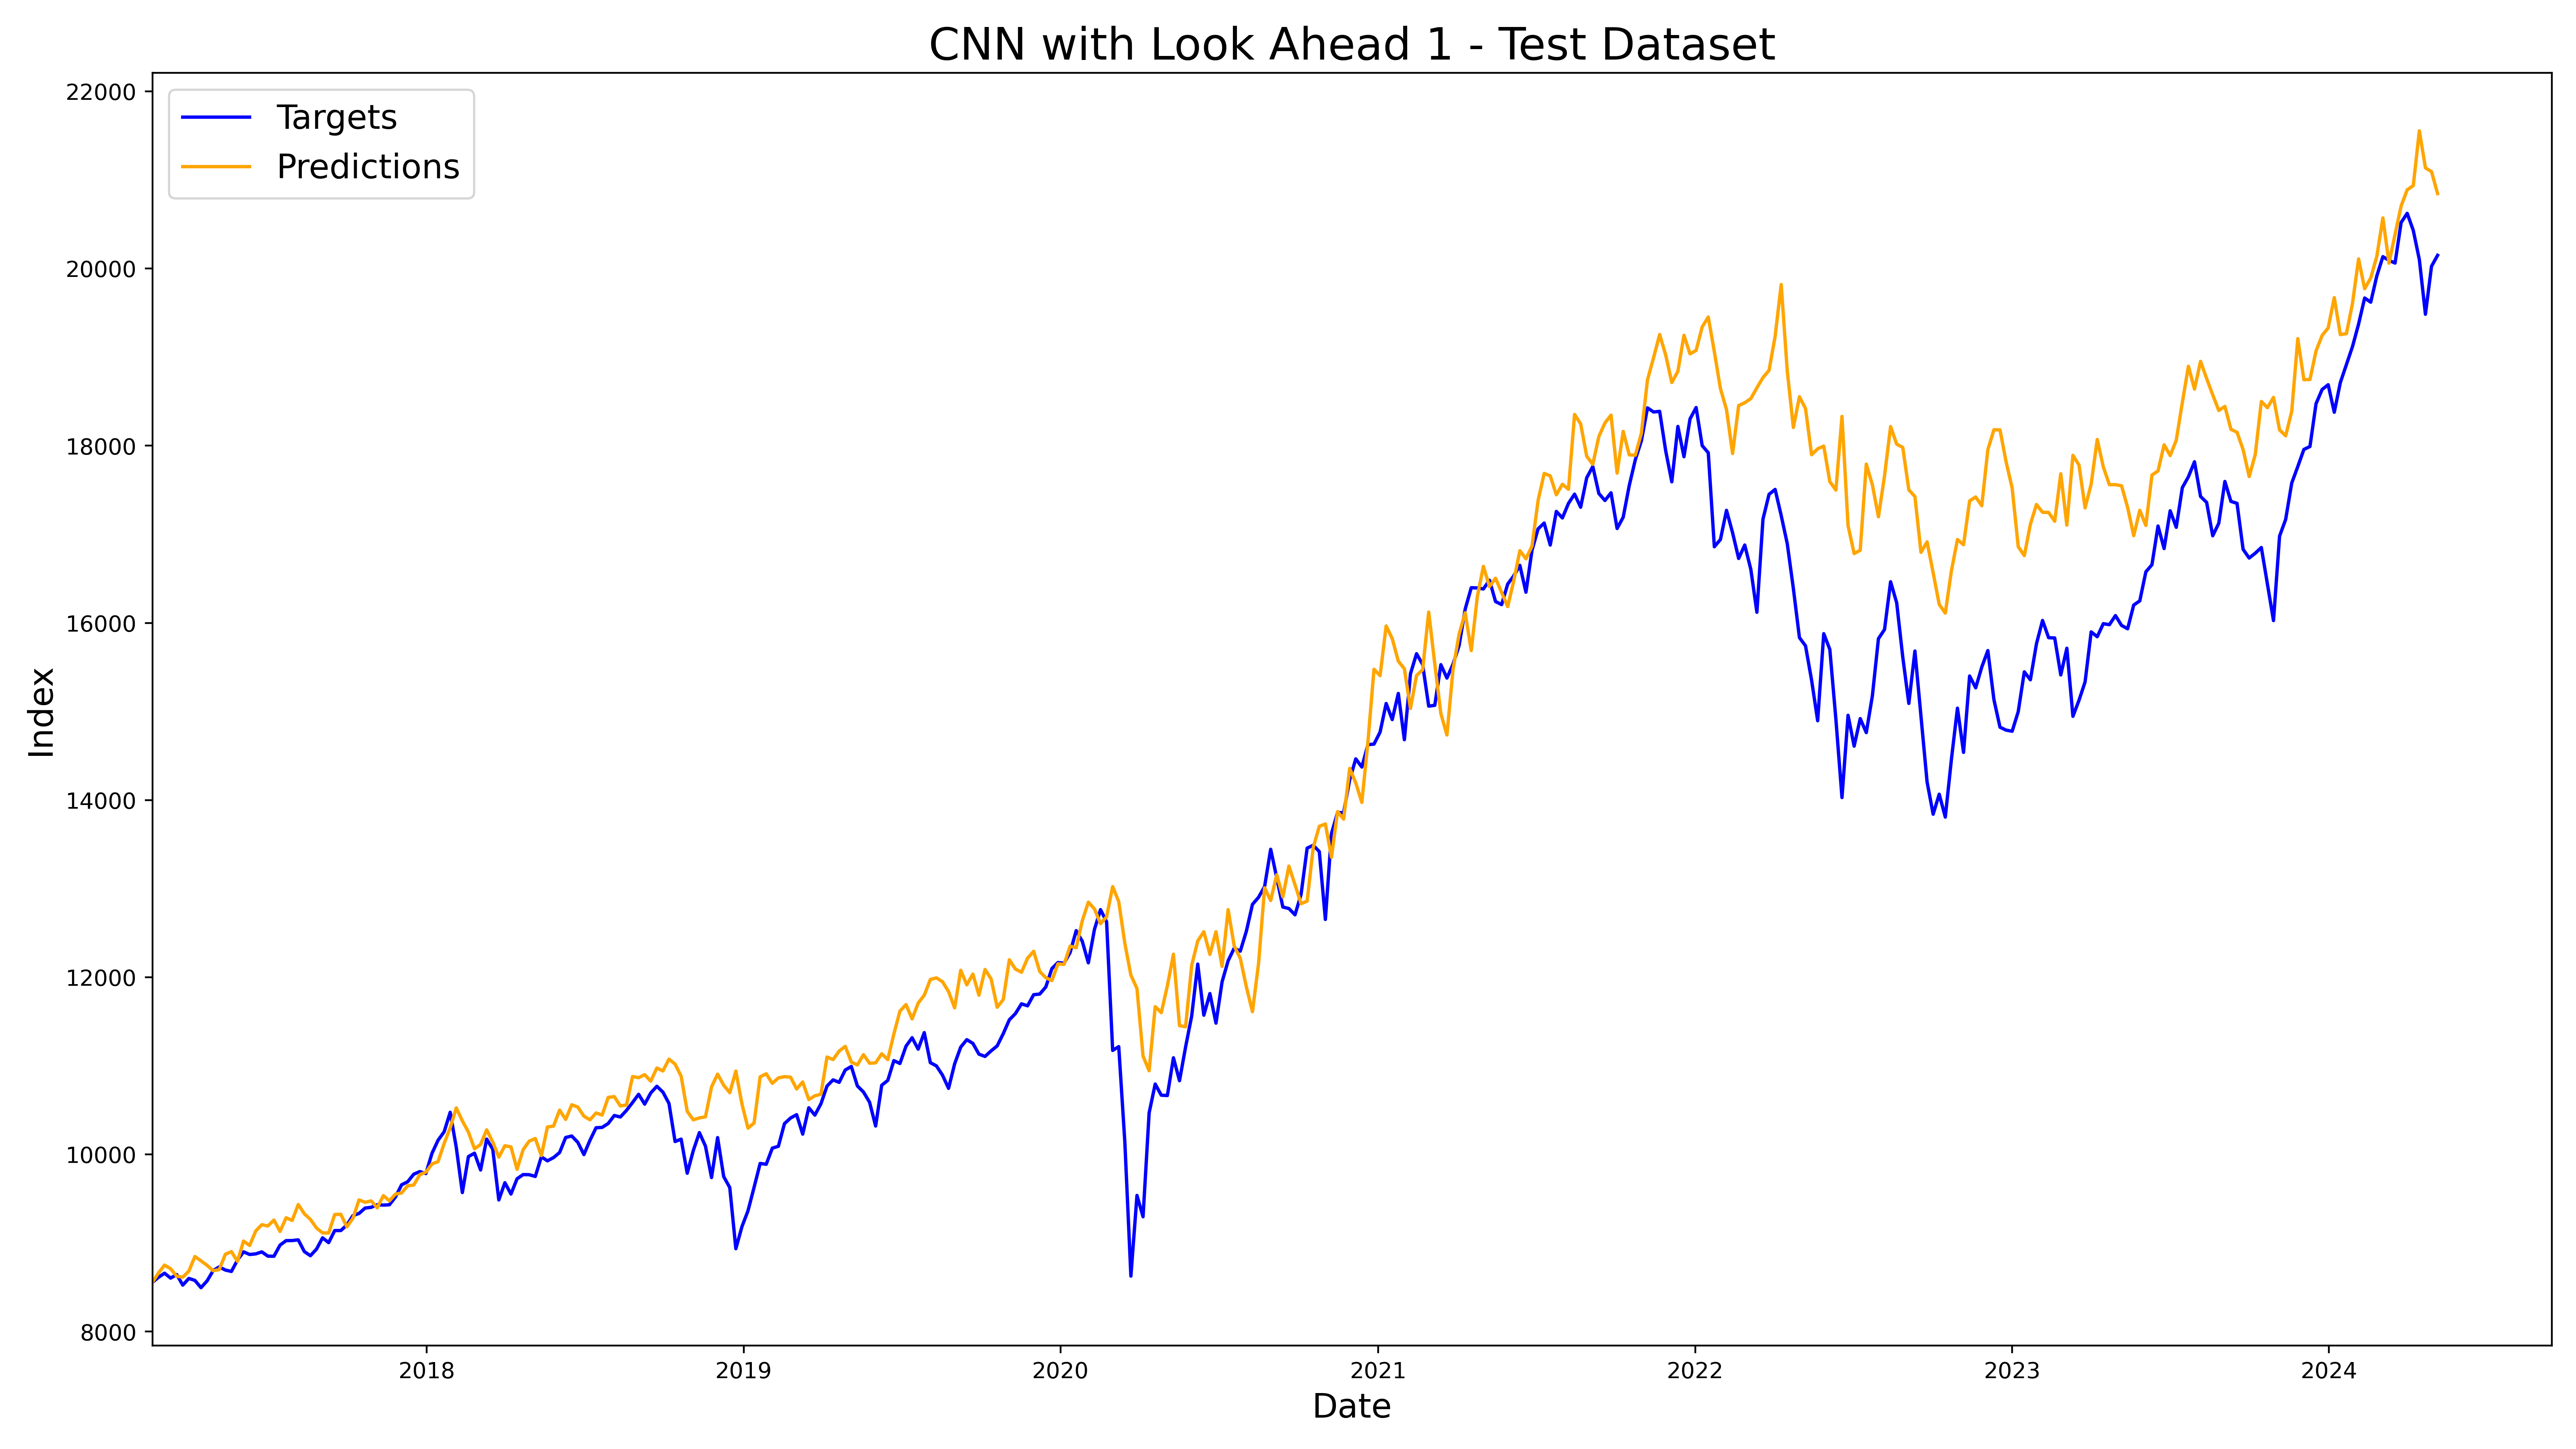 CNN with Look Ahead 1 - Test Dataset
22000
Targets
Predictions
20000
18000
16000
Index
14000
12000
10000
8000
2018 2019 2020 2021 2022 2023 2024
Date